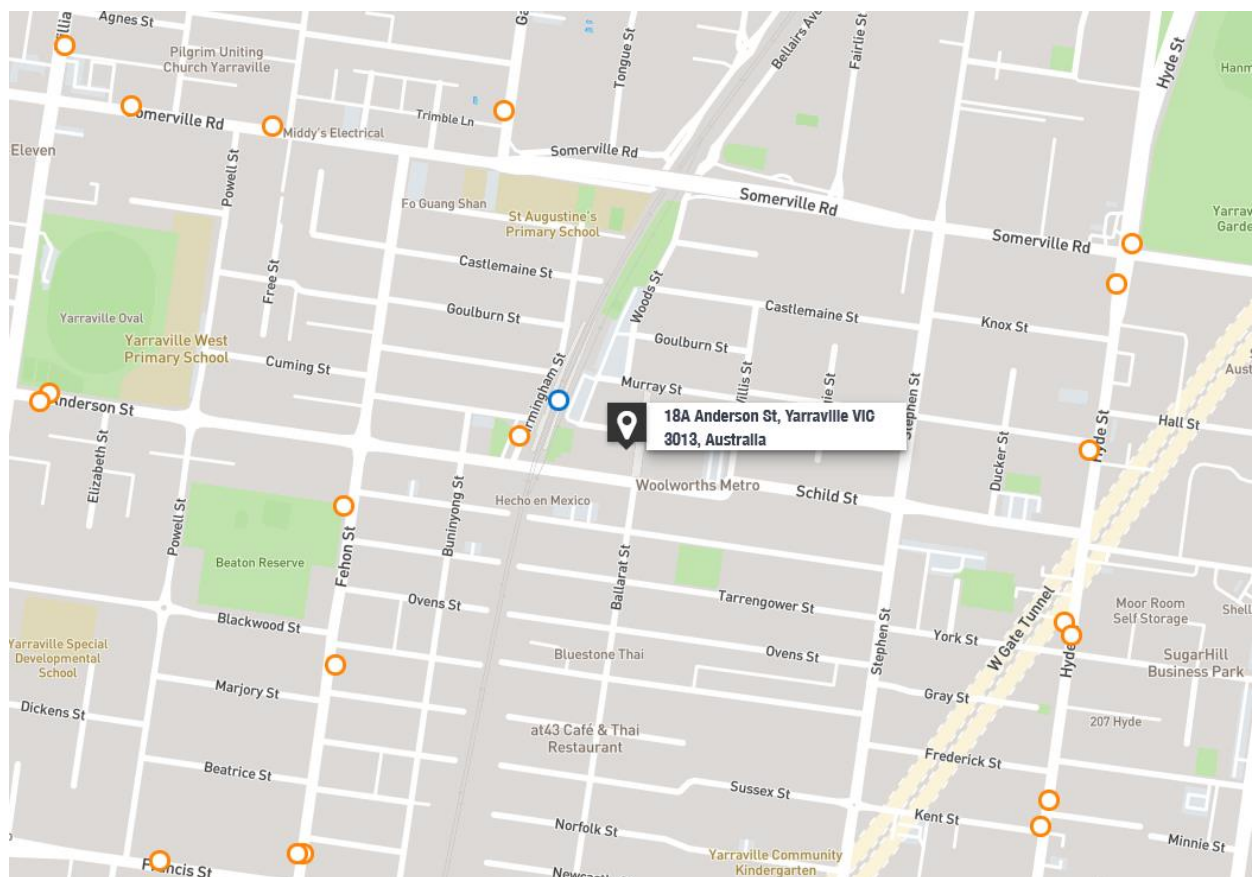 Agnes St
Pilgrim Uniting
Church Yarraville
Tongue St
Bellairs Ave
Fairlie St
Hyde St
Somerville Rd
Middy's Electrical
Trimble Ln
Eleven
Powell St
Somerville Rd
Fo Guang Shan
St Augustine's
Primary School
Somerville Rd
Somerville Rd
Castlemaine St
Free St
Woods St
Yarraville Oval
Goulburn St
Castlemaine St
Knox St
Yarraville West
Primary School
Cuming St
Goulburn St
Murray St
Anderson St
18A Anderson St, Yarraville VIC
3013, Australia
Stephen St
Hyde St
Hall St
Elizabeth St
Ducker St
Woolworths Metro
Schild St
Hecho en Mexico
Buninyong St
Powell St
Beaton Reserve
Fehon St
Ballarat St
Ovens St
Tarrengower St
W Gate Tunnel
Moor Room
Self Storage
Blackwood St
York St
Yarraville Special
Developmental
School
Bluestone Thai
Ovens St
Stephen St
Hyde
SugarHill
Business Park
Marjory St
Gray St
Dickens St
207 Hyde
at43 Café & Thai
Restaurant
Beatrice St
Frederick St
Sussex St
Kent St
Norfolk St
Minnie St
Francis St
Yarraville Community
Kindergarten